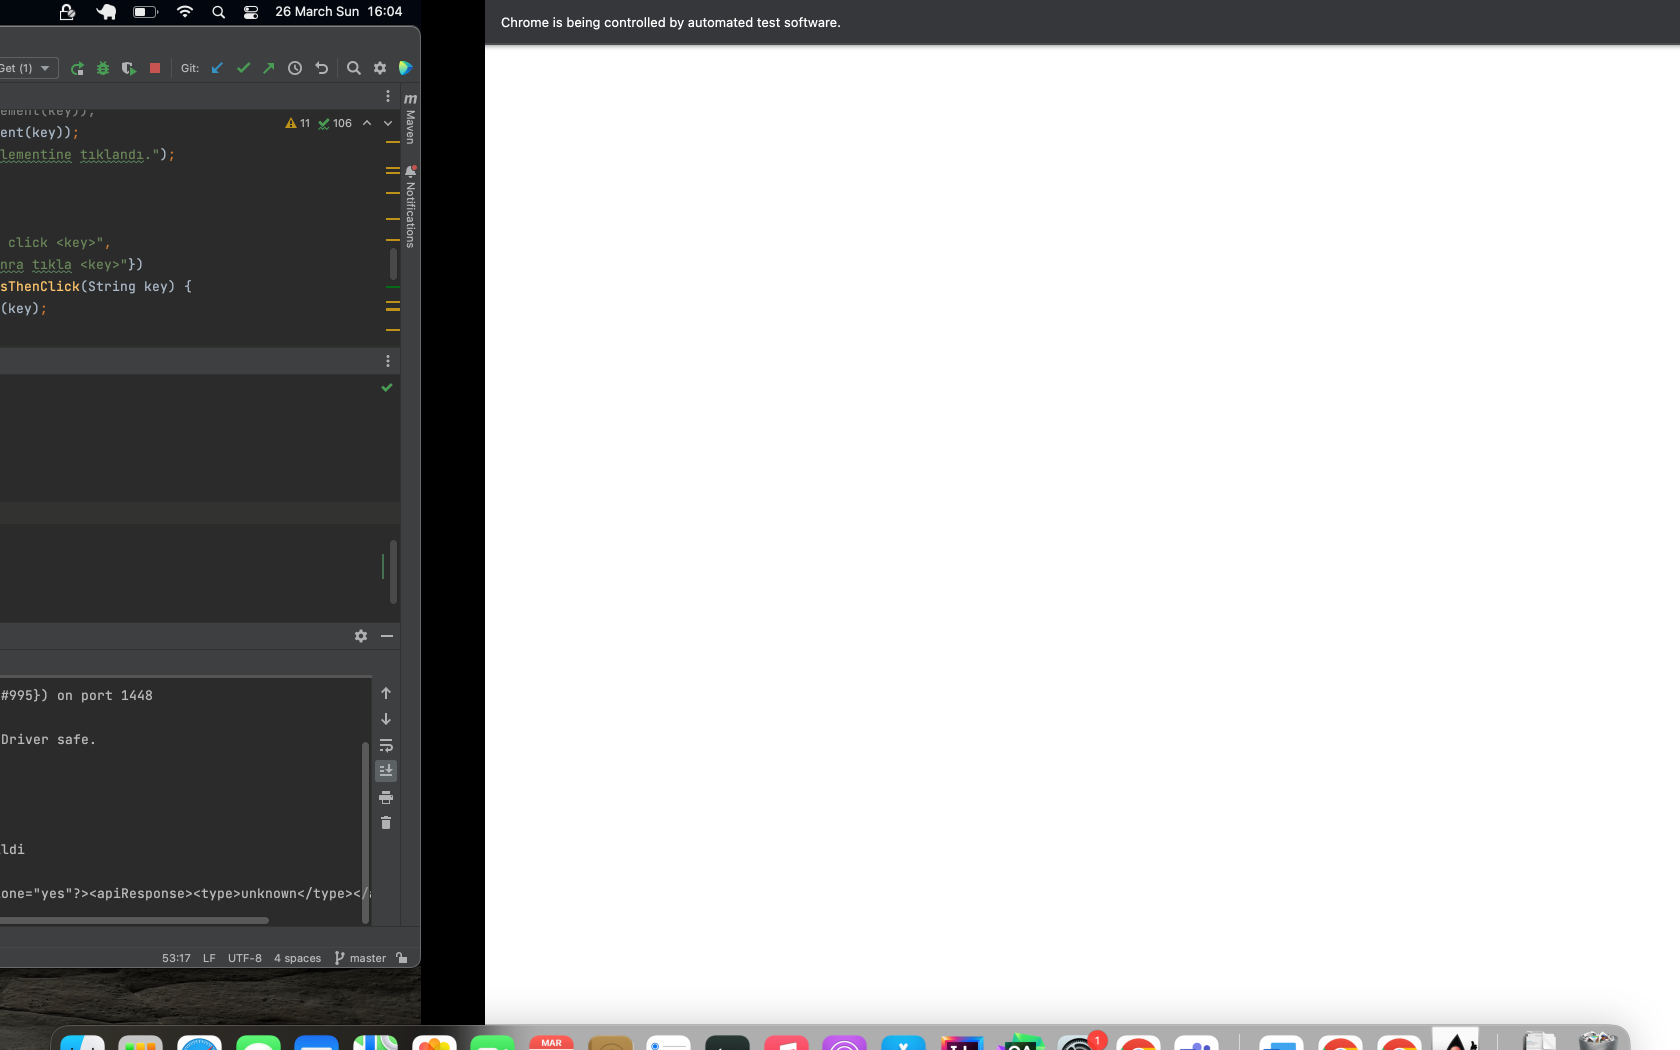 26 March Sun 16:04
Chrome is being controlled by automated test software.
Get (1)
Git:
ement(key));
11 106
ent(key));
lementine tıklandı.");
click <key>",
nra tıkla <key>"})
sThenClick(String key) {
(key);
m
Maven
Notifications
#995}) on port 1448
Driver safe.
ldi
one="yes"?><apiResponse><type>unknown</type></
53:17 LF UTF-8 4 spaces master
MAR
1